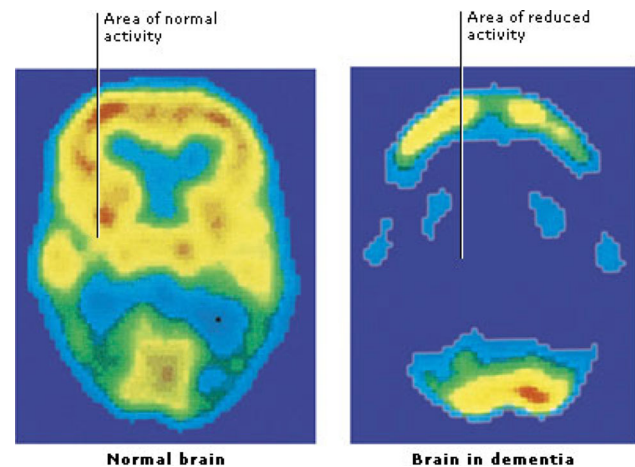 Area of normal
activity
Area of reduced
activity
Normal brain
Brain in dementia